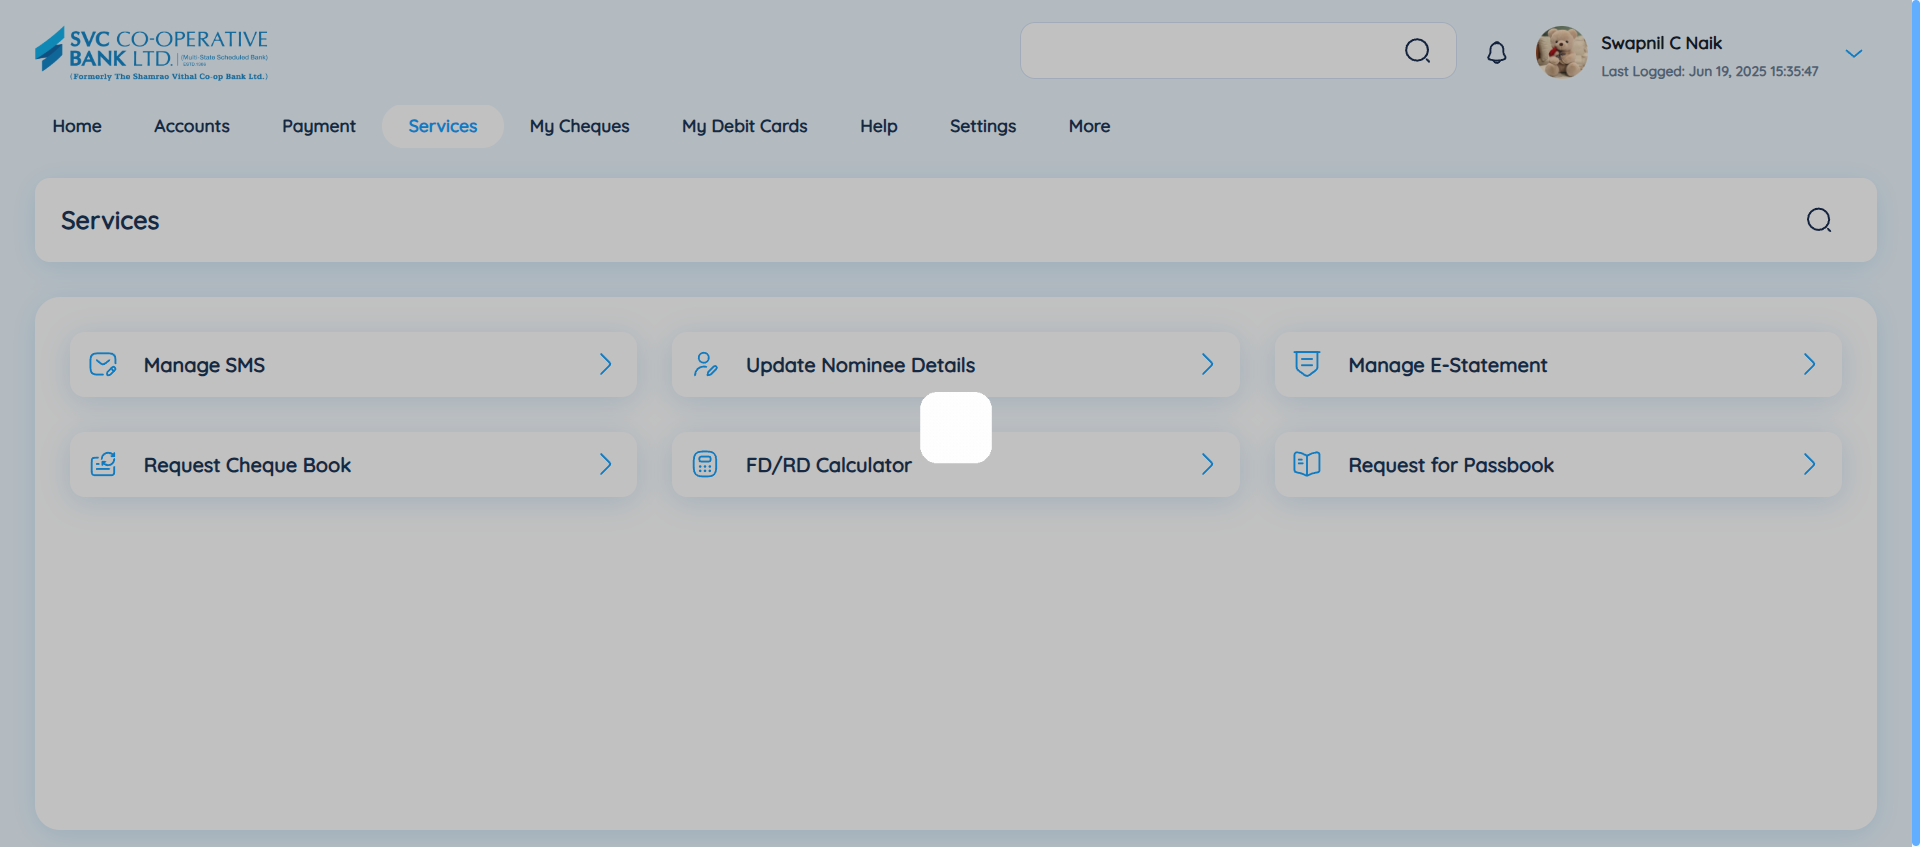 SVC CO-OPERATIVE
BANK LTD. (Multi-State Scheduled Bank)
ESTD 1906
(Formerly The Shamrao Vithal Co-op Bank Ltd.)
Swapnil C Naik
Last Logged: Jun 19, 2025 15:35:47
Home Accounts Payment Services My Cheques My Debit Cards Help Settings More
Services
Manage SMS Update Nominee Details Manage E-Statement
Request Cheque Book FD/RD Calculator Request for Passbook